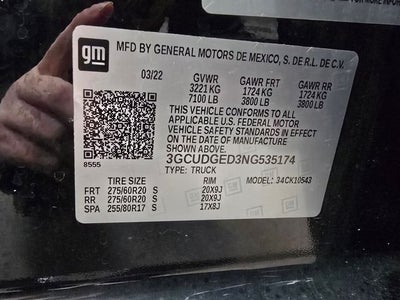 gm
MFD BY GENERAL MOTORS DE MEXICO, S. DE R.L. DE C.V.
03/22 GVWR GAWR FRT GAWR RR
3221 KG 1724 KG 1724 KG
7100 LB 3800 LB 3800 LB
THIS VEHICLE CONFORMS TO ALL
APPLICABLE U.S. FEDERAL MOTOR
VEHICLE SAFETY STANDARDS IN EFFECT
ON THE DATE OF MANUFACTURE
SHOWN ABOVE.
3GCUDGED3NG535174
8555
TYPE: TRUCK MODEL: 34CK10543
TIRE SIZE RIM
FRT 275/60R20 S 20X9J
RR 275/60R20 S 20X9J
SPA 255/80R17 S 17X8J